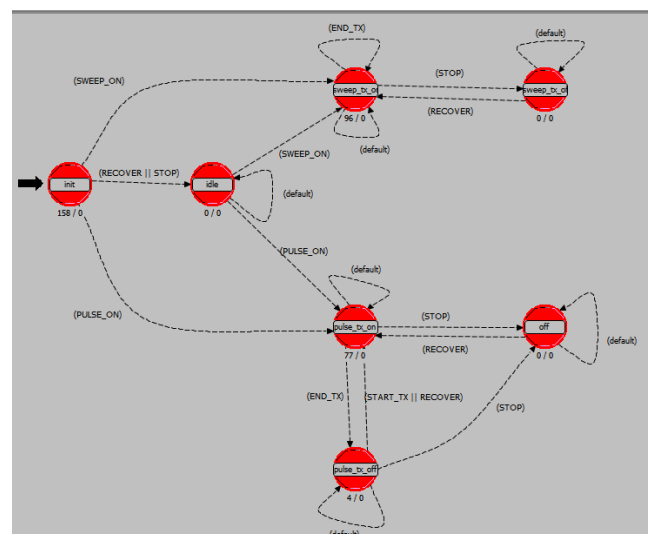 (END_TX)
(default)
(SWEEP_ON)
(STOP)
sweep_tx_on
sweep_tx_of
(RECOVER)
96 / 0
0 / 0
(default)
(SWEEP_ON)
(RECOVER || STOP)
init
idle
(default)
158 / 0
0 / 0
(PULSE_ON)
(default)
(PULSE_ON)
(STOP)
pulse_tx_on
off
(default)
(RECOVER)
77 / 0
0 / 0
(END_TX)
(START_TX || RECOVER)
(STOP)
pulse_tx_off
4 / 0
(default)